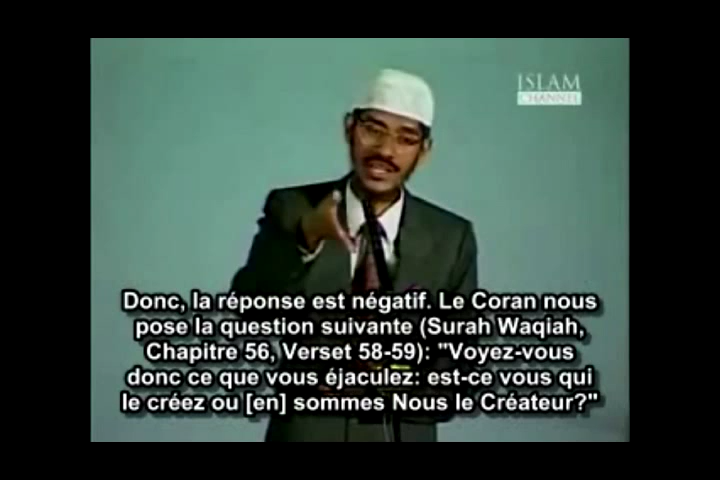 ISLAM
CHANNEL
Donc, la réponse est négatif. Le Coran nous
pose la question suivante (Surah Waqiah,
Chapitre 56, Verset 58-59): "Voyez-vous
donc ce que vous éjaculez: est-ce vous qui
le créez ou [en] sommes Nous le Créateur?"